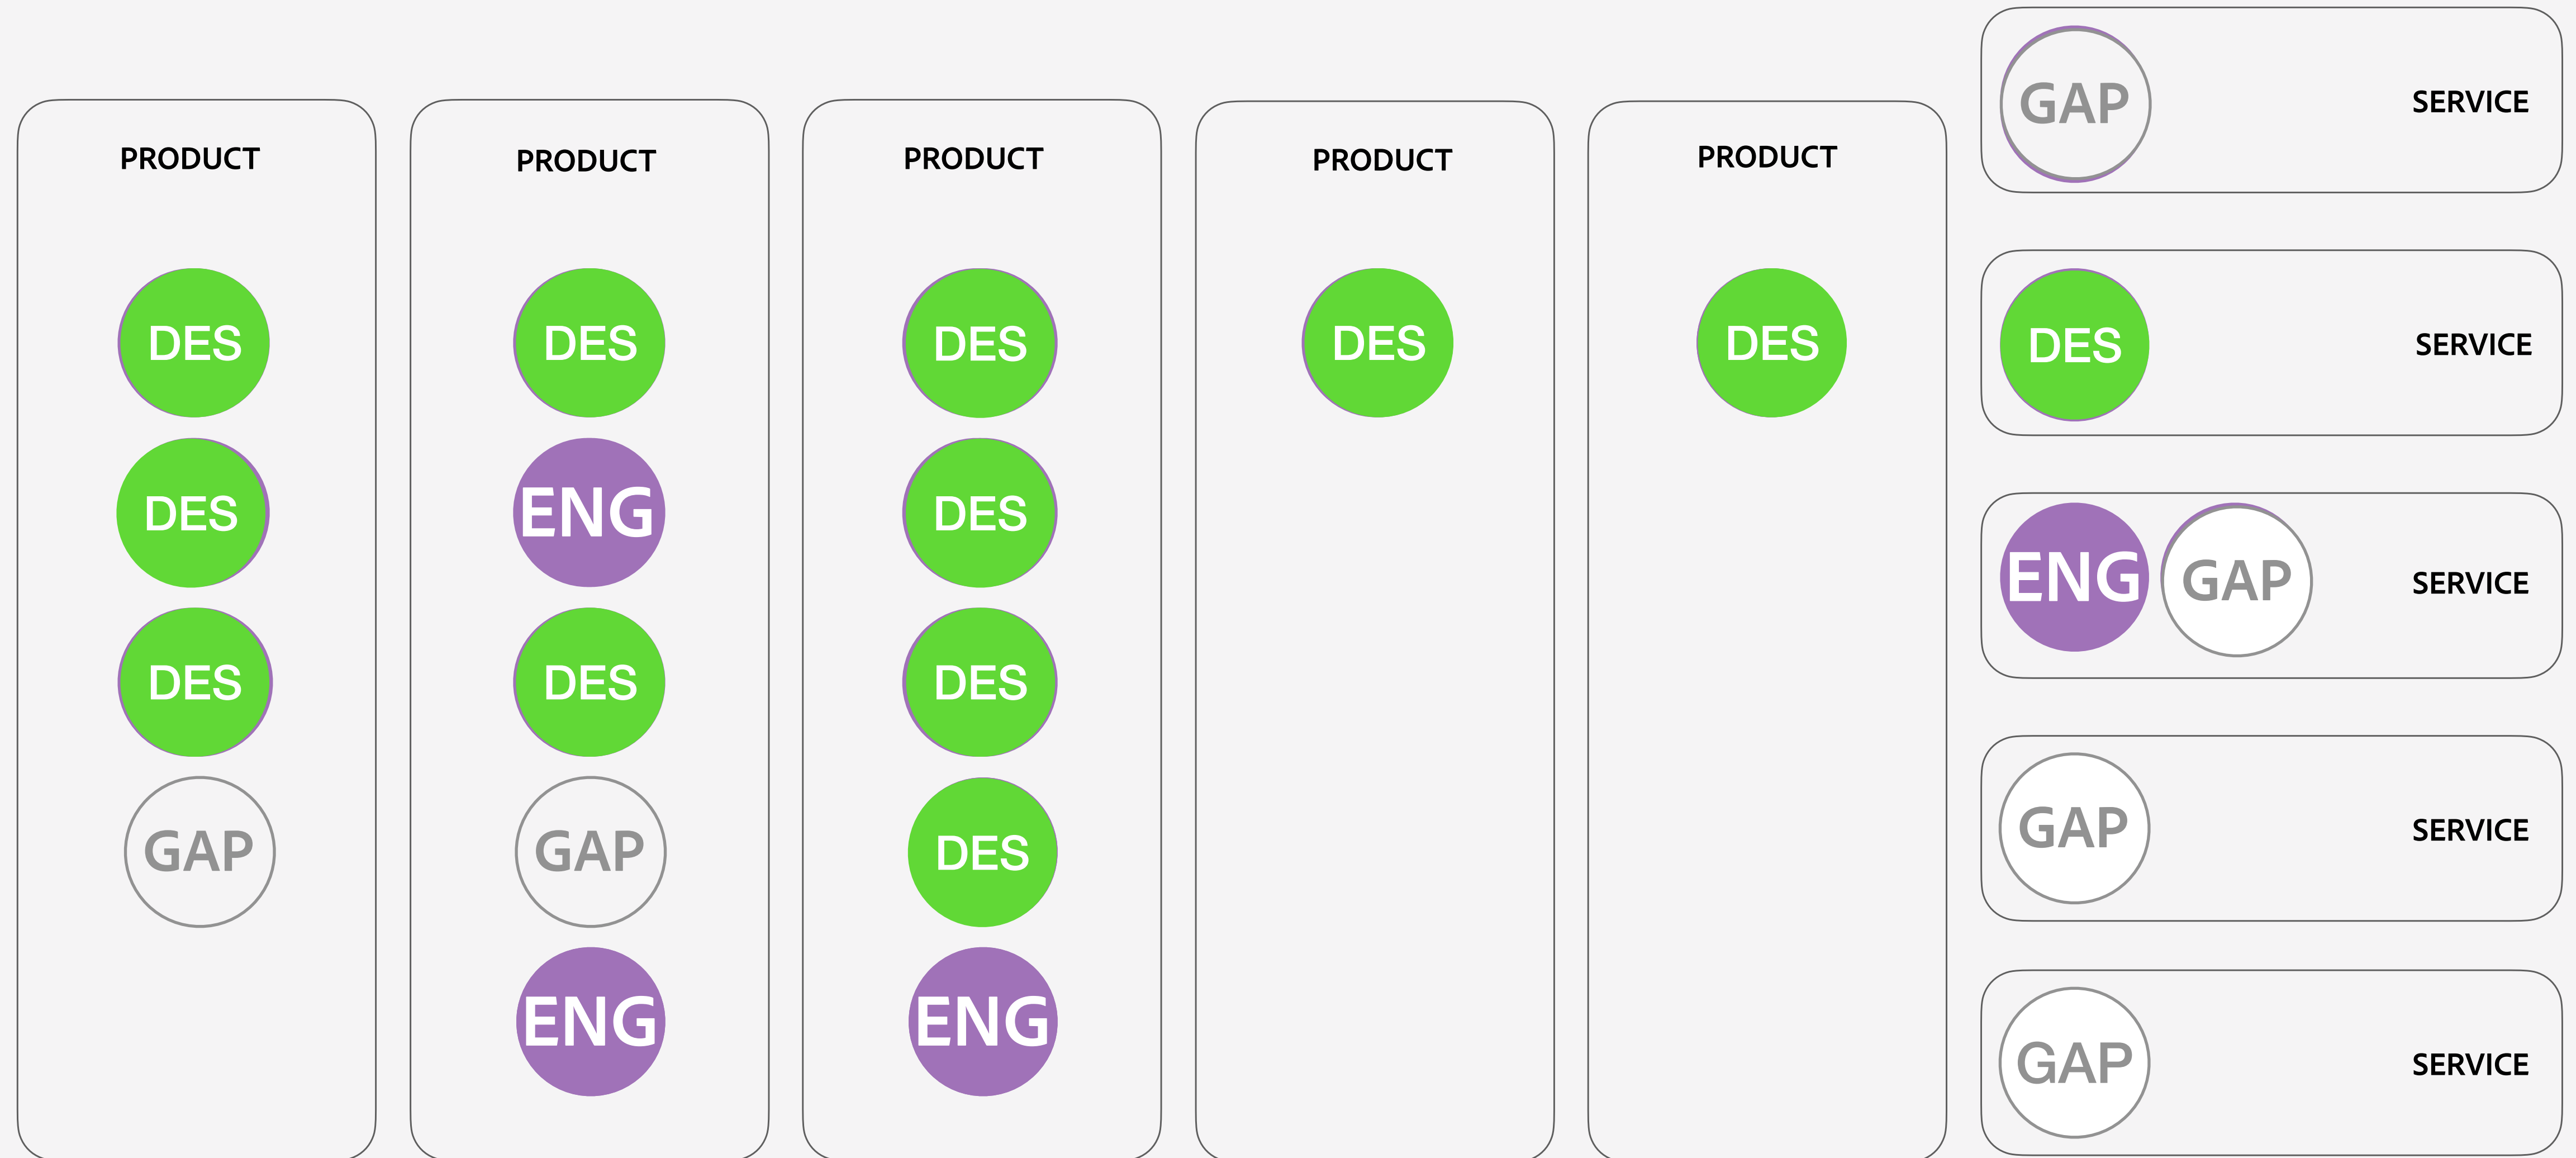 PRODUCT
DES
DES
DES
GAP
PRODUCT
DES
ENG
DES
GAP
ENG
PRODUCT
DES
DES
DES
DES
ENG
PRODUCT
DES
PRODUCT
DES
GAP SERVICE
DES SERVICE
ENG GAP SERVICE
GAP SERVICE
GAP SERVICE